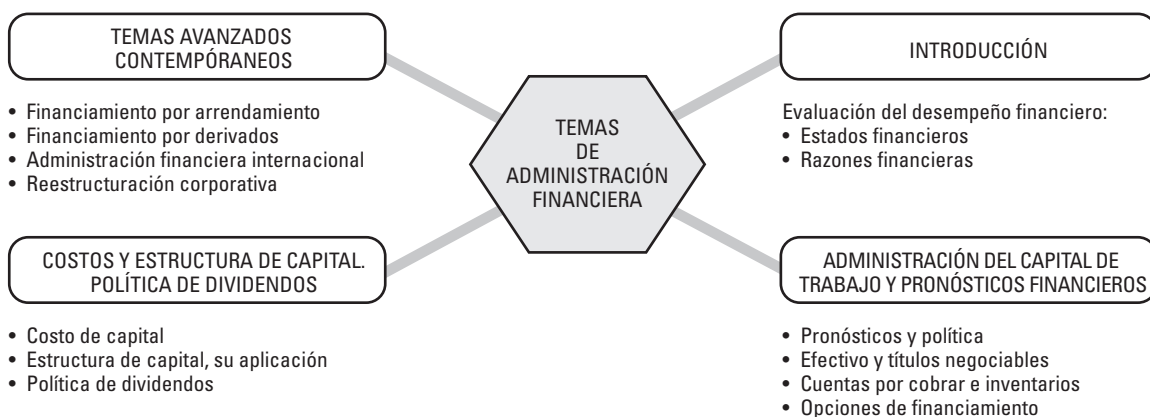 TEMAS AVANZADOS
CONTEMPÓRANEOS
• Financiamiento por arrendamiento
• Financiamiento por derivados
• Administración financiera internacional
• Reestructuración corporativa
TEMAS
DE
ADMINISTRACIÓN
FINANCIERA
INTRODUCCIÓN
Evaluación del desempeño financiero:
• Estados financieros
• Razones financieras
COSTOS Y ESTRUCTURA DE CAPITAL.
POLÍTICA DE DIVIDENDOS
• Costo de capital
• Estructura de capital, su aplicación
• Política de dividendos
ADMINISTRACIÓN DEL CAPITAL DE
TRABAJO Y PRONÓSTICOS FINANCIEROS
• Pronósticos y política
• Efectivo y títulos negociables
• Cuentas por cobrar e inventarios
• Opciones de financiamiento